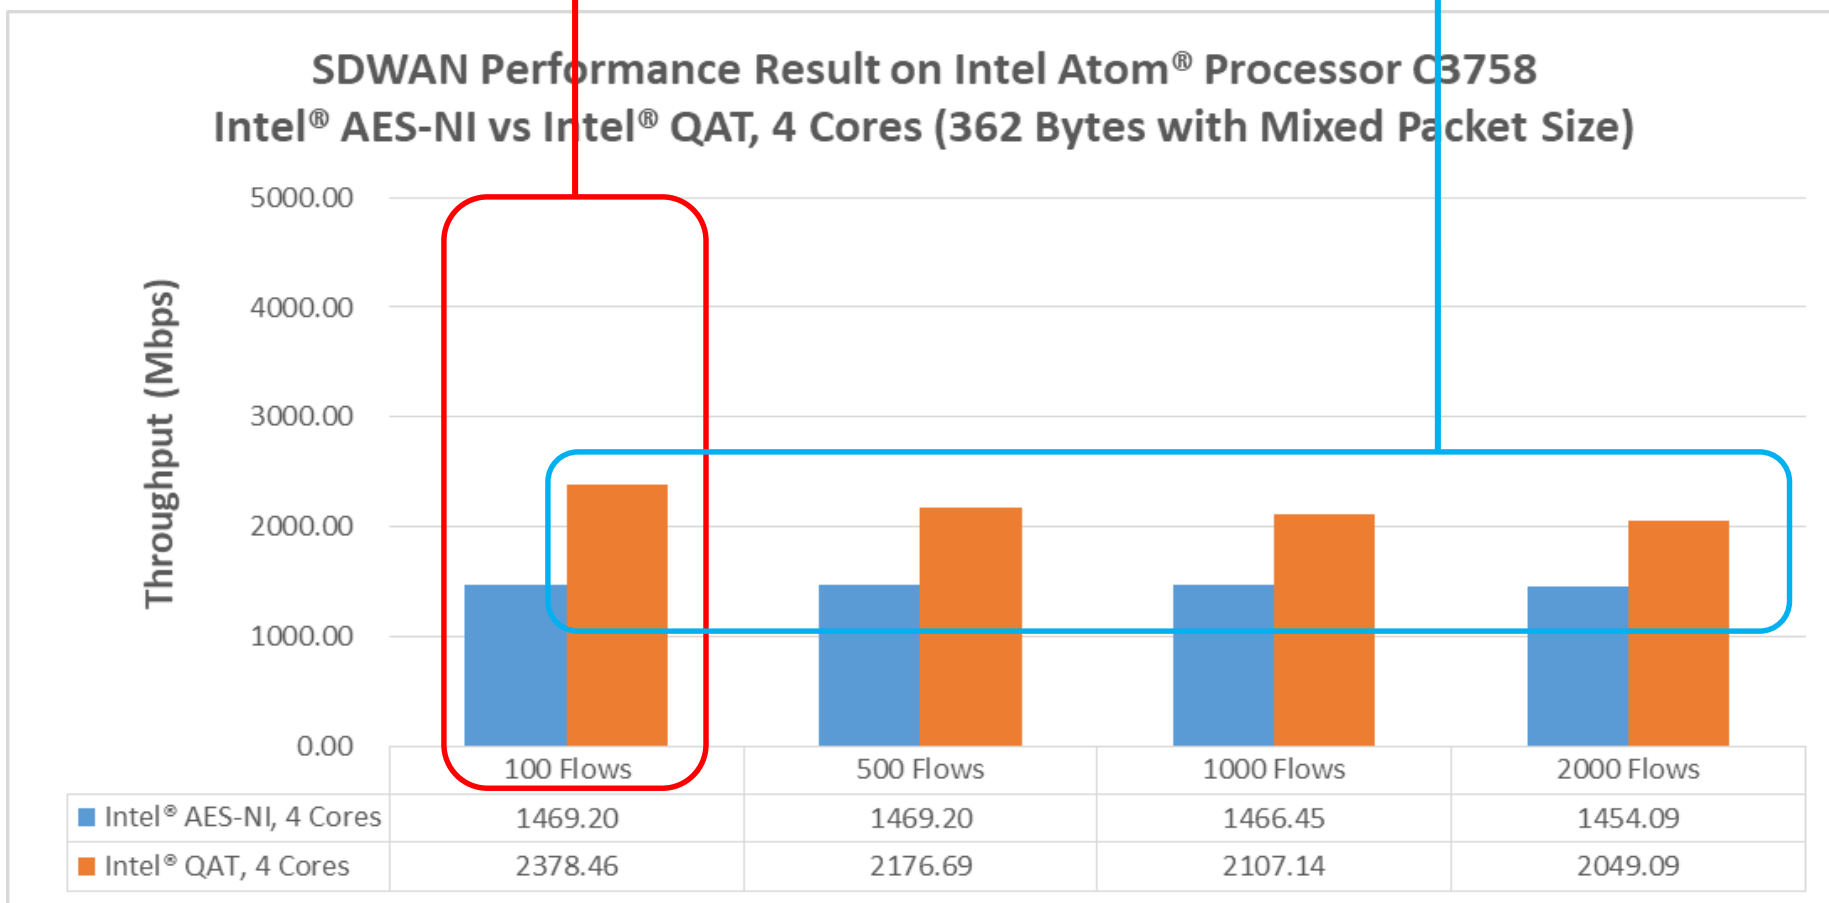 SDWAN Performance Result on Intel Atom® Processor C3758
Intel® AES-NI vs Intel® QAT, 4 Cores (362 Bytes with Mixed Packet Size)
Throughput (Mbps)
5000.00
4000.00
3000.00
2000.00
1000.00
0.00
100 Flows 500 Flows 1000 Flows 2000 Flows
Intel® AES-NI, 4 Cores 1469.20 1469.20 1466.45 1454.09
Intel® QAT, 4 Cores 2378.46 2176.69 2107.14 2049.09